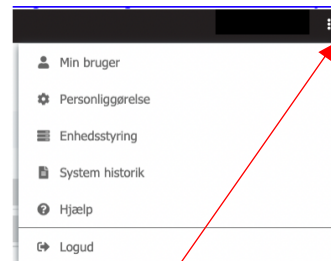 Min bruger
Personliggørelse
Enhedsstyring
System historik
Hjælp
Logud